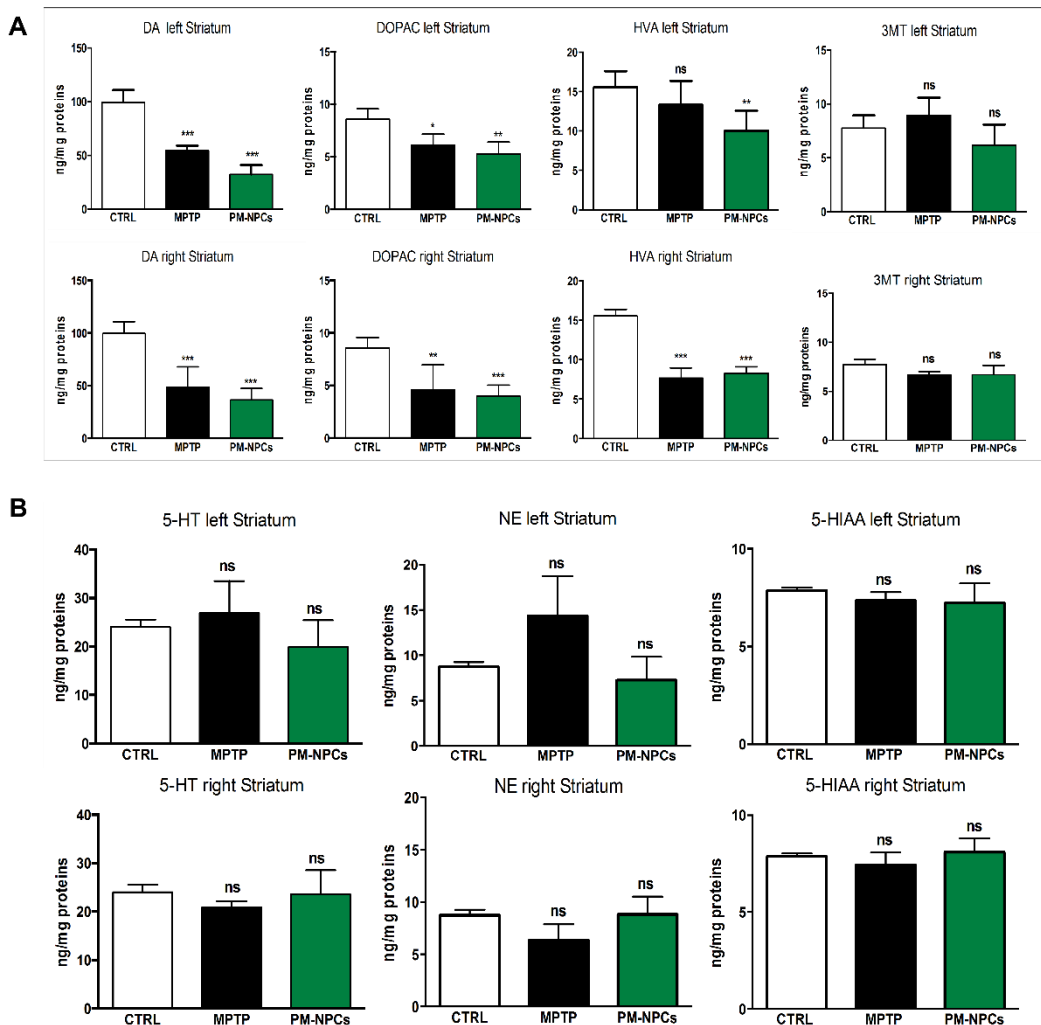 A
DA left Striatum
ng/mg proteins
150
100
50
0
***
***
CTRL MPTP PM-NPCs
DOPAC left Striatum
ng/mg proteins
15
10
5
0
*
**
CTRL MPTP PM-NPCs
HVA left Striatum
ng/mg proteins
20
15
10
5
0
ns
**
CTRL MPTP PM-NPCs
3MT left Striatum
ng/mg proteins
15
10
5
0
ns
ns
CTRL MPTP PM-NPCs
DA right Striatum
ng/mg proteins
150
100
50
0
***
***
CTRL MPTP PM-NPCs
DOPAC right Striatum
ng/mg proteins
15
10
5
0
**
***
CTRL MPTP PM-NPCs
HVA right Striatum
ng/mg proteins
20
15
10
5
0
***
***
CTRL MPTP PM-NPCs
3MT right Striatum
ng/mg proteins
15
10
5
0
ns
ns
CTRL MPTP PM-NPCs
B
5-HT left Striatum
ng/mg proteins
40
30
20
10
0
ns
ns
CTRL MPTP PM-NPCs
NE left Striatum
ng/mg proteins
20
15
10
5
0
ns
ns
CTRL MPTP PM-NPCs
5-HIAA left Striatum
ng/mg proteins
10
5
0
ns
ns
CTRL MPTP PM-NPCs
5-HT right Striatum
ng/mg proteins
40
30
20
10
0
ns
ns
CTRL MPTP PM-NPCs
NE right Striatum
ng/mg proteins
20
15
10
5
0
ns
ns
CTRL MPTP PM-NPCs
5-HIAA right Striatum
ng/mg proteins
10
5
0
ns
ns
CTRL MPTP PM-NPCs